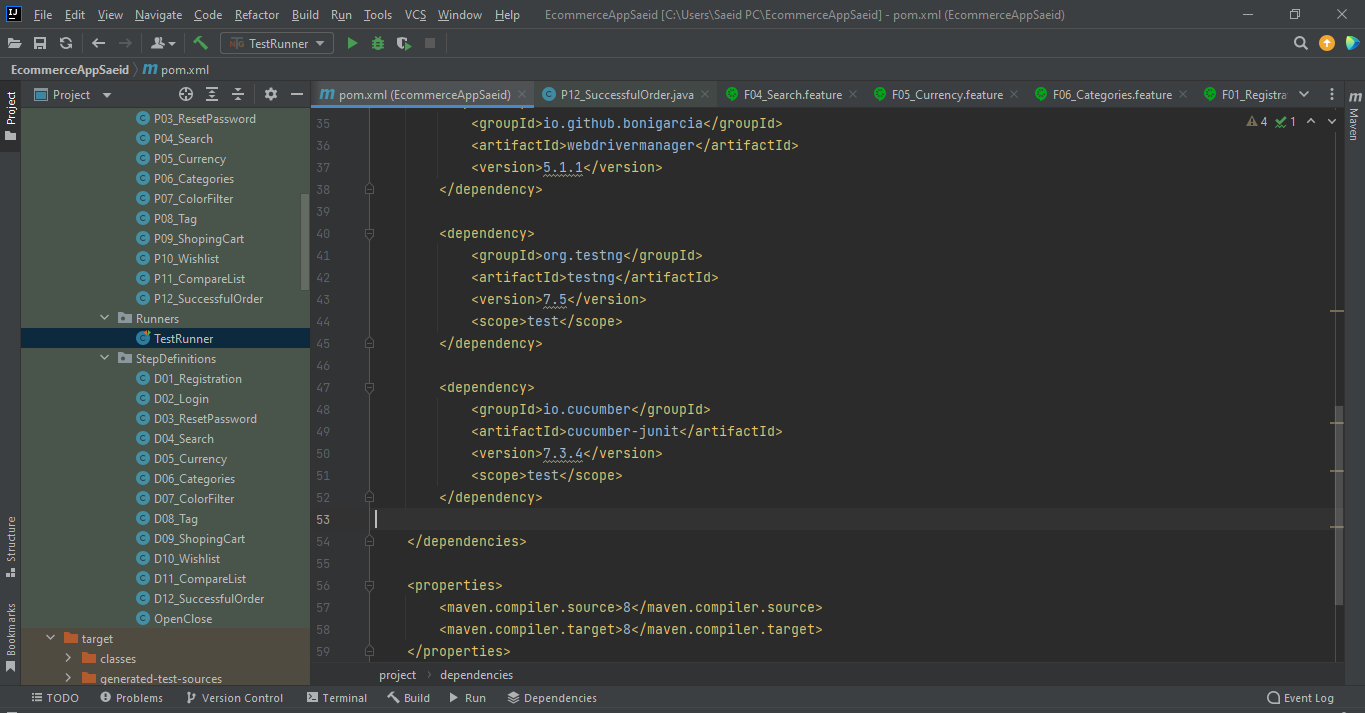 File Edit View Navigate Code Refactor Build Run Tools VCS Window Help EcommerceAppSaeid [C:\Users\Saeid PC\EcommerceAppSaeid] - pom.xml (EcommerceAppSaeid)
TestRunner
EcommerceAppSaeid pom.xml
Project
Project
pom.xml (EcommerceAppSaeid) P12_SuccessfulOrder.java F04_Search.feature F05_Currency.feature F06_Categories.feature F01_Registra
Maven
P03_ResetPassword
P04_Search
P05_Currency
P06_Categories
P07_ColorFilter
P08_Tag
P09_ShopingCart
P10_Wishlist
P11_CompareList
P12_SuccessfulOrder
Runners
TestRunner
StepDefinitions
D01_Registration
D02_Login
D03_ResetPassword
D04_Search
D05_Currency
D06_Categories
D07_ColorFilter
D08_Tag
D09_ShopingCart
D10_Wishlist
D11_CompareList
D12_SuccessfulOrder
OpenClose
target
classes
generated-test-sources
Structure
Bookmarks
4 1
35 <groupId>io.github.bonigarcia</groupId>
36 <artifactId>webdrivermanager</artifactId>
37 <version>5.1.1</version>
38 </dependency>
39
40 <dependency>
41 <groupId>org.testng</groupId>
42 <artifactId>testng</artifactId>
43 <version>7.5</version>
44 <scope>test</scope>
45 </dependency>
46
47 <dependency>
48 <groupId>io.cucumber</groupId>
49 <artifactId>cucumber-junit</artifactId>
50 <version>7.3.4</version>
51 <scope>test</scope>
52 </dependency>
53
54 </dependencies>
55
56 <properties>
57 <maven.compiler.source>8</maven.compiler.source>
58 <maven.compiler.target>8</maven.compiler.target>
59 </properties>
project dependencies
TODO Problems Version Control Terminal Build Run Dependencies Event Log